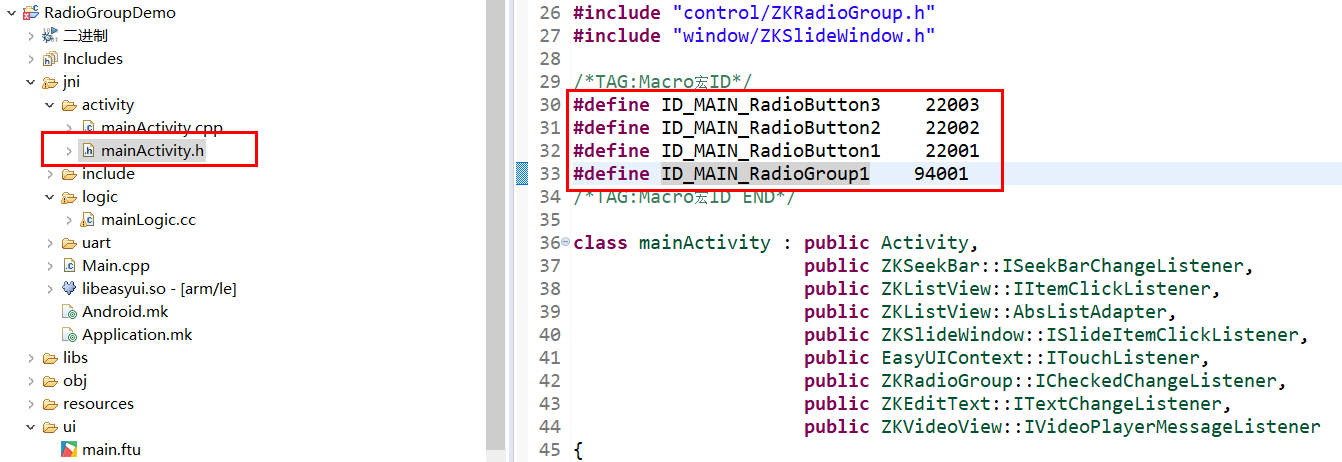 RadioGroupDemo
二进制
Includes
jni
activity
mainActivity.cpp
mainActivity.h
include
logic
mainLogic.cc
uart
Main.cpp
libeasyui.so - [arm/le]
Android.mk
Application.mk
libs
obj
resources
ui
main.ftu
26 #include "control/ZKRadioGroup.h"
27 #include "window/ZKSlideWindow.h"
28
29 /*TAG:Macro宏ID*/
30 #define ID_MAIN_RadioButton3    22003
31 #define ID_MAIN_RadioButton2    22002
32 #define ID_MAIN_RadioButton1    22001
33 #define ID_MAIN_RadioGroup1    94001
34 /*TAG:Macro宏ID END*/
35
36 class mainActivity : public Activity,
37                      public ZKSeekBar::ISeekBarChangeListener,
38                      public ZKListView::IItemClickListener,
39                      public ZKListView::AbsListAdapter,
40                      public ZKSlideWindow::ISlideItemClickListener,
41                      public EasyUIContext::ITouchListener,
42                      public ZKRadioGroup::ICheckedChangeListener,
43                      public ZKEditText::ITextChangeListener,
44                      public ZKVideoView::IVideoPlayerMessageListener
45 {